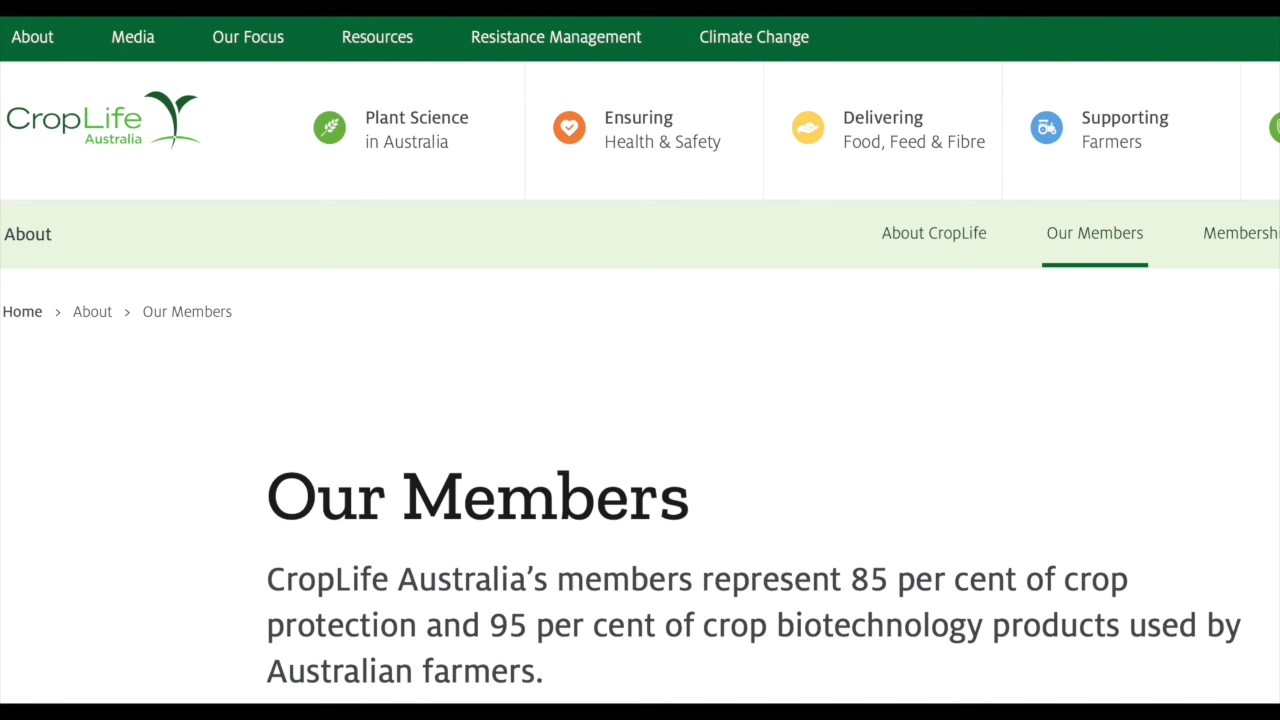 About Media Our Focus Resources Resistance Management Climate Change
CropLife
Australia
Plant Science
in Australia
Ensuring
Health & Safety
Delivering
Food, Feed & Fibre
Supporting
Farmers
About
About CropLife Our Members Membershi
Home > About > Our Members
Our Members
CropLife Australia’s members represent 85 per cent of crop
protection and 95 per cent of crop biotechnology products used by
Australian farmers.